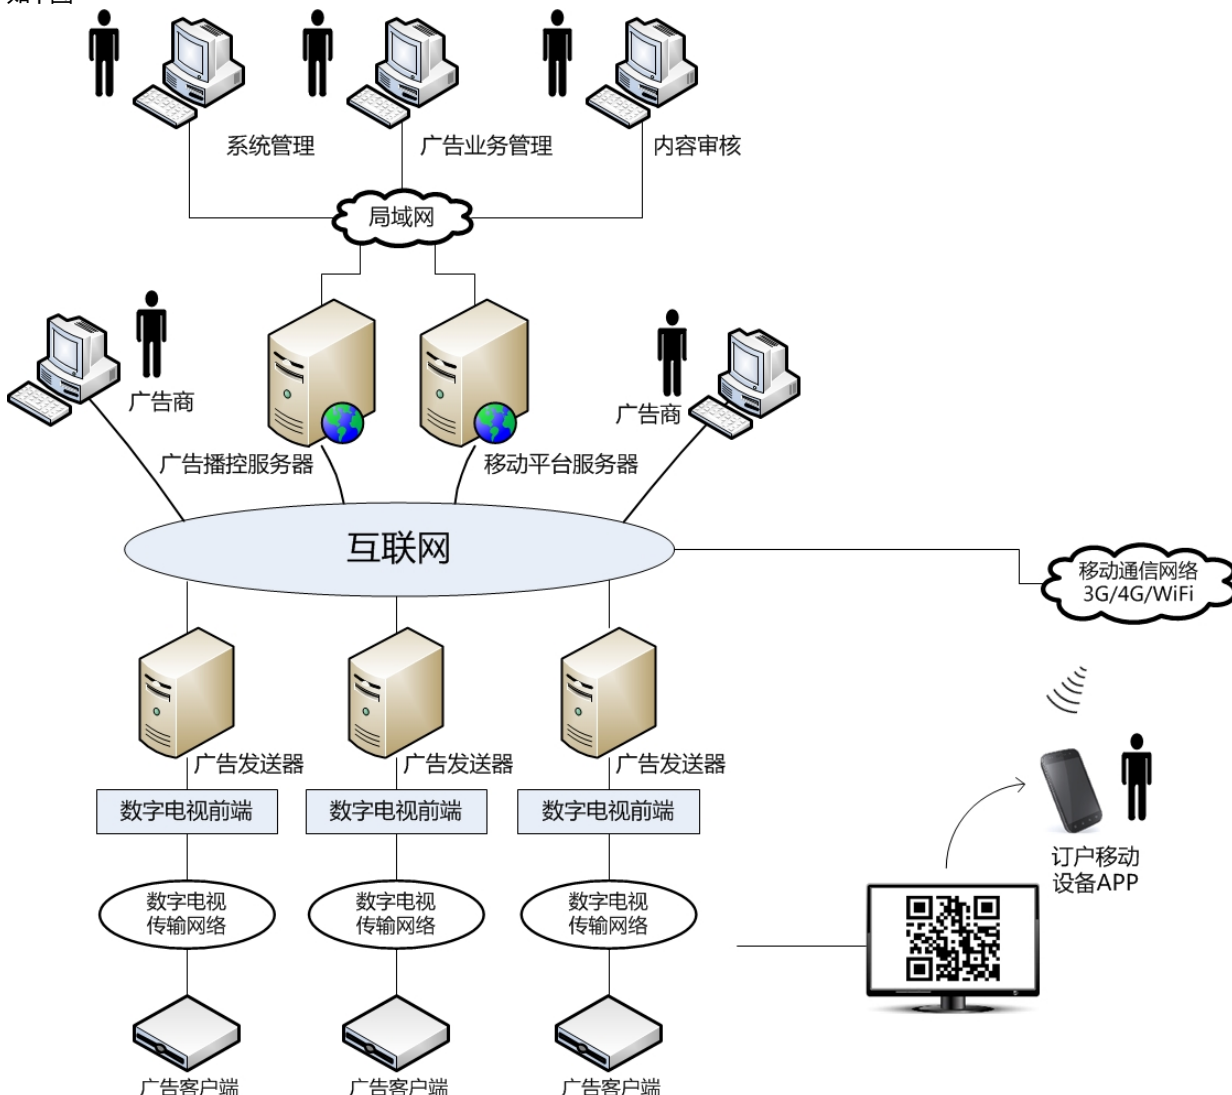 系统管理
广告业务管理
内容审核
局域网
广告商
广告商
广告播控服务器
移动平台服务器
互联网
移动通信网络
3G/4G/WiFi
广告发送器
广告发送器
广告发送器
数字电视前端
数字电视前端
数字电视前端
订户移动
设备APP
数字电视
传输网络
数字电视
传输网络
数字电视
传输网络
广告客户端
广告客户端
广告客户端